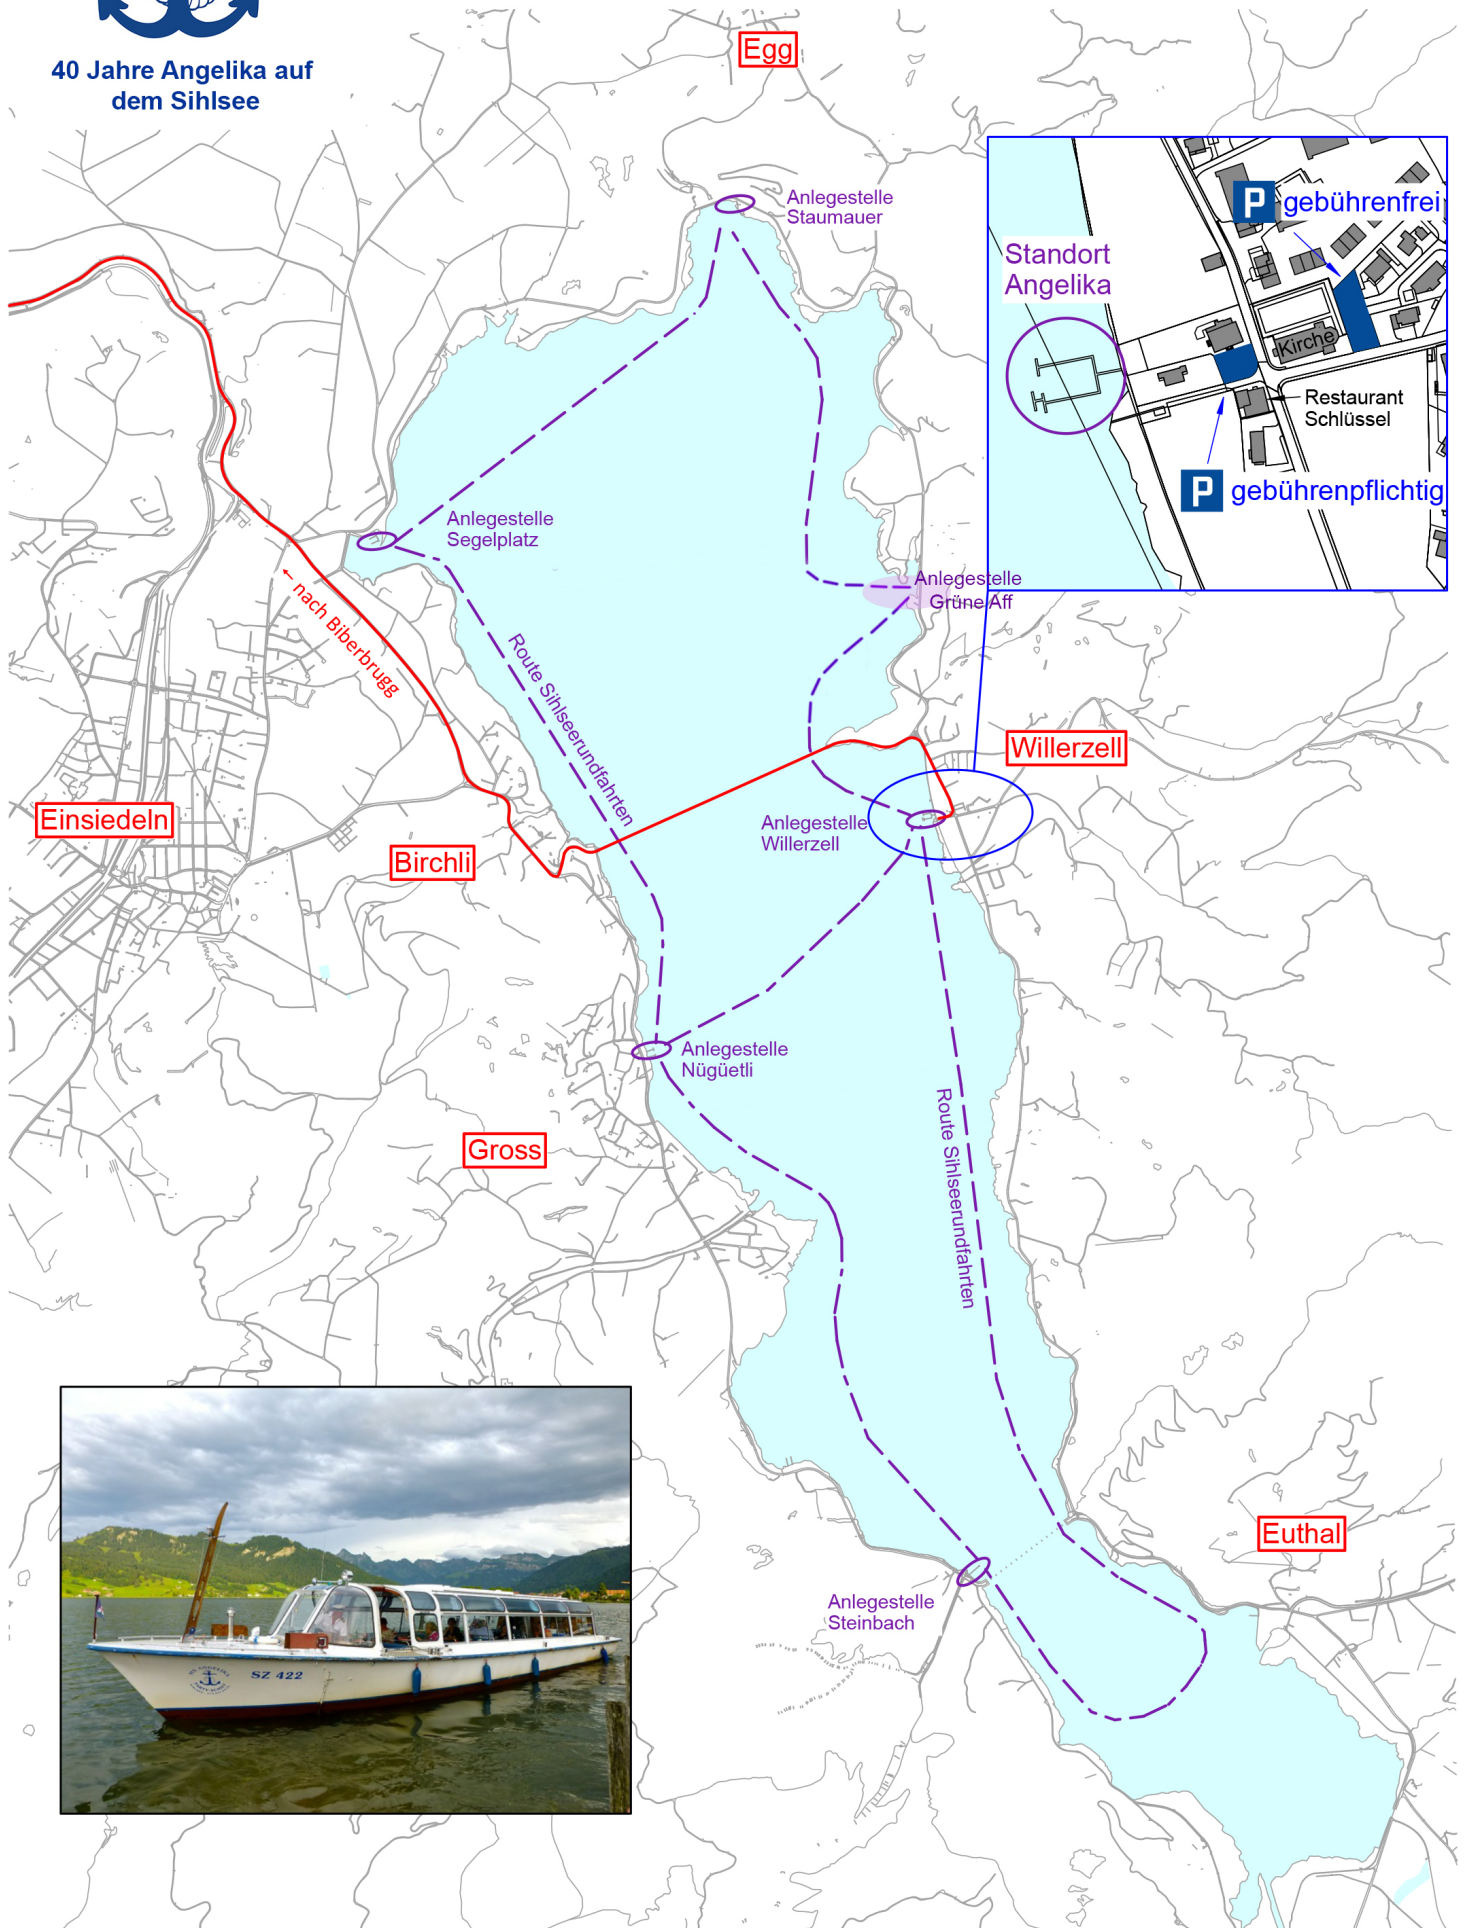 40 Jahre Angelika auf
dem Sihlsee
Egg
Anlegestelle
Staumauer
P gebührenfrei
Standort
Angelika
Kirche
Restaurant
Schlüssel
P gebührenpflichtig
Anlegestelle
Segelplatz
Anlegestelle
Grüne Aff
← nach Biberbrugg
Route Sihlseerundfahrten
Willerzell
Einsiedeln
Anlegestelle
Willerzell
Birchli
Anlegestelle
Nügüetli
Gross
Route Sihlseerundfahrten
Euthal
Anlegestelle
Steinbach
SZ 422